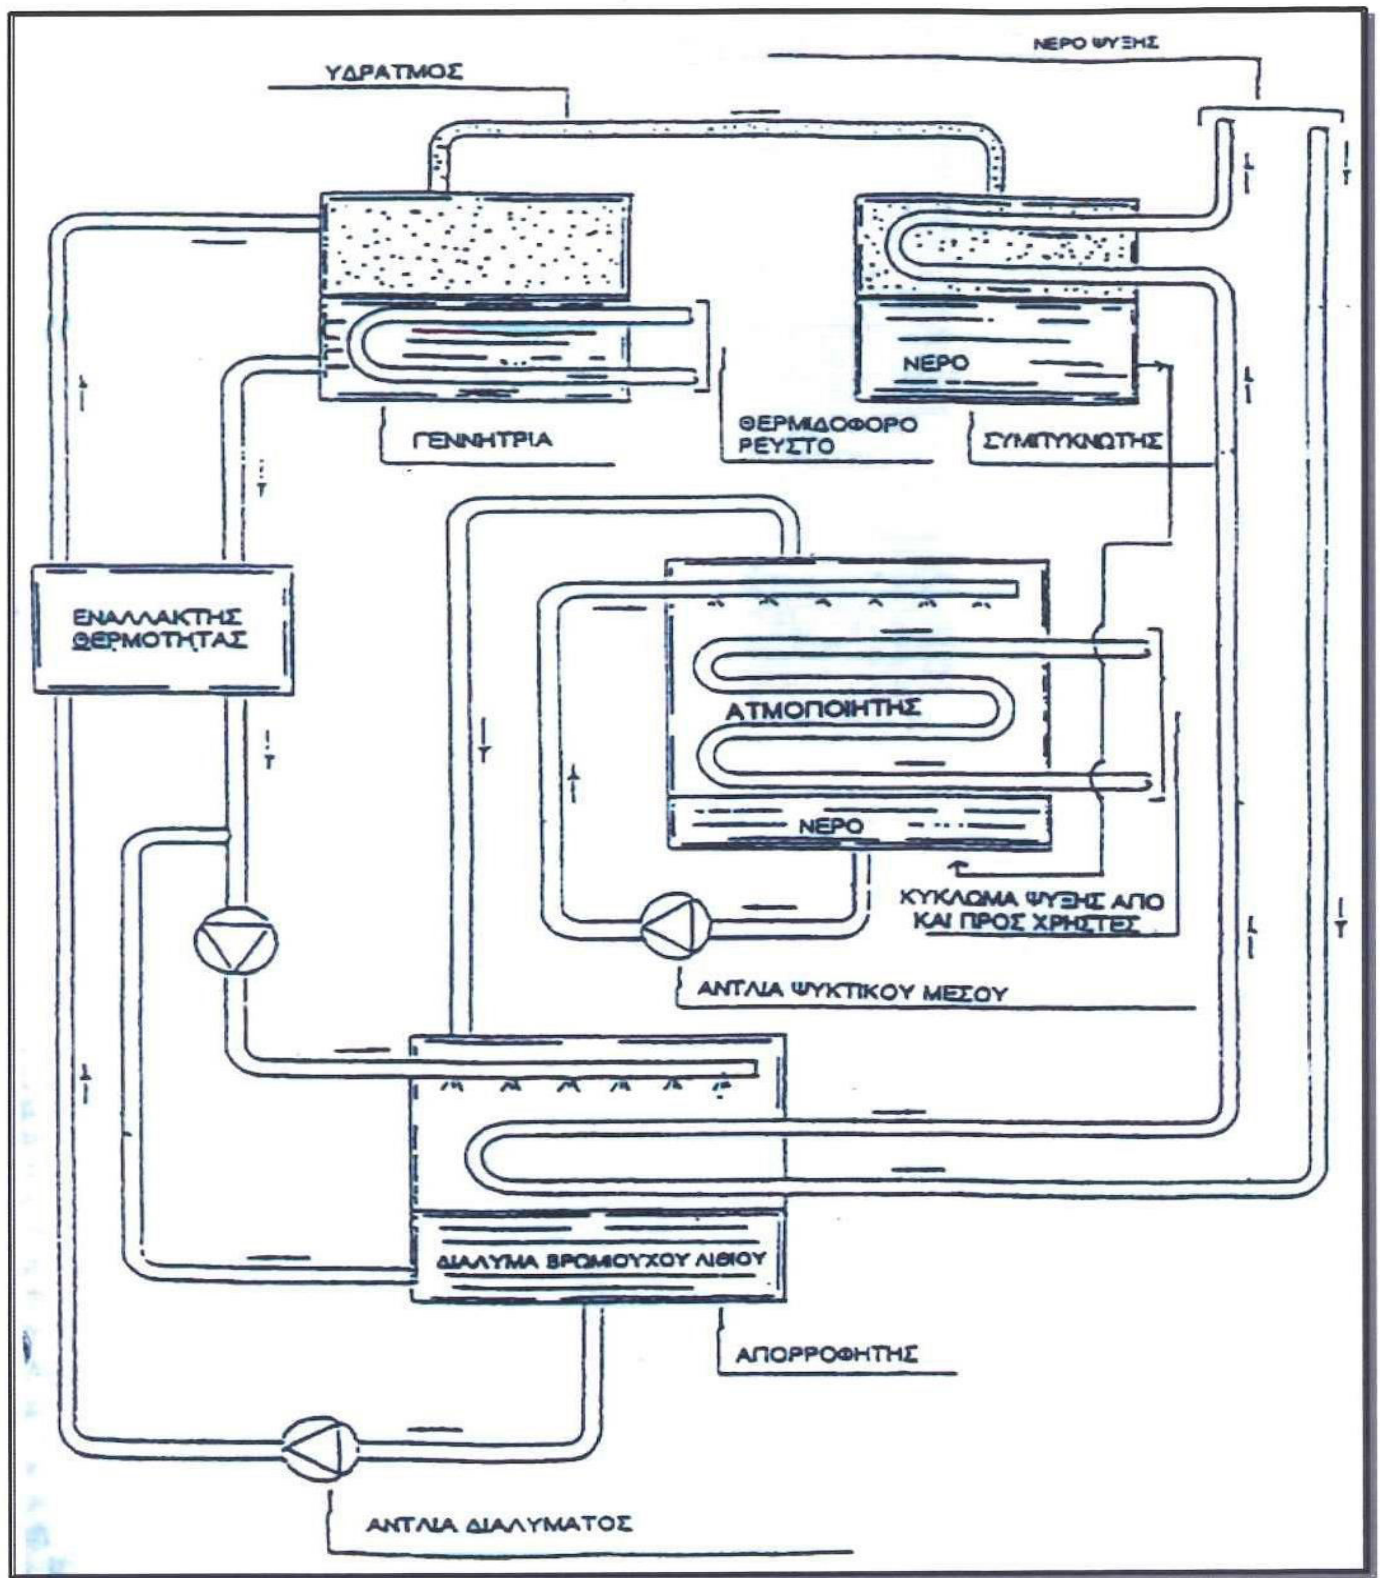 ΝΕΡΟ ΨΥΞΗΣ
ΥΔΡΑΤΜΟΣ
ΝΕΡΟ
ΓΕΝΝΗΤΡΙΑ
ΘΕΡΜΙΔΟΦΟΡΟ
ΡΕΥΣΤΟ
ΣΥΜΠΥΚΝΩΤΗΣ
ΕΝΑΛΛΑΚΤΗΣ
ΘΕΡΜΟΤΗΤΑΣ
ΑΤΜΟΠΟΙΗΤΗΣ
ΝΕΡΟ
ΚΥΚΛΩΜΑ ΨΥΞΗΣ ΑΠΟ
ΚΑΙ ΠΡΟΣ ΧΡΗΣΤΕΣ
ΑΝΤΛΙΑ ΨΥΚΤΙΚΟΥ ΜΕΣΟΥ
ΔΙΑΛΥΜΑ ΒΡΩΜΙΟΥΧΟΥ ΛΙΘΙΟΥ
ΑΠΟΡΡΟΦΗΤΗΣ
ΑΝΤΛΙΑ ΔΙΑΛΥΜΑΤΟΣ